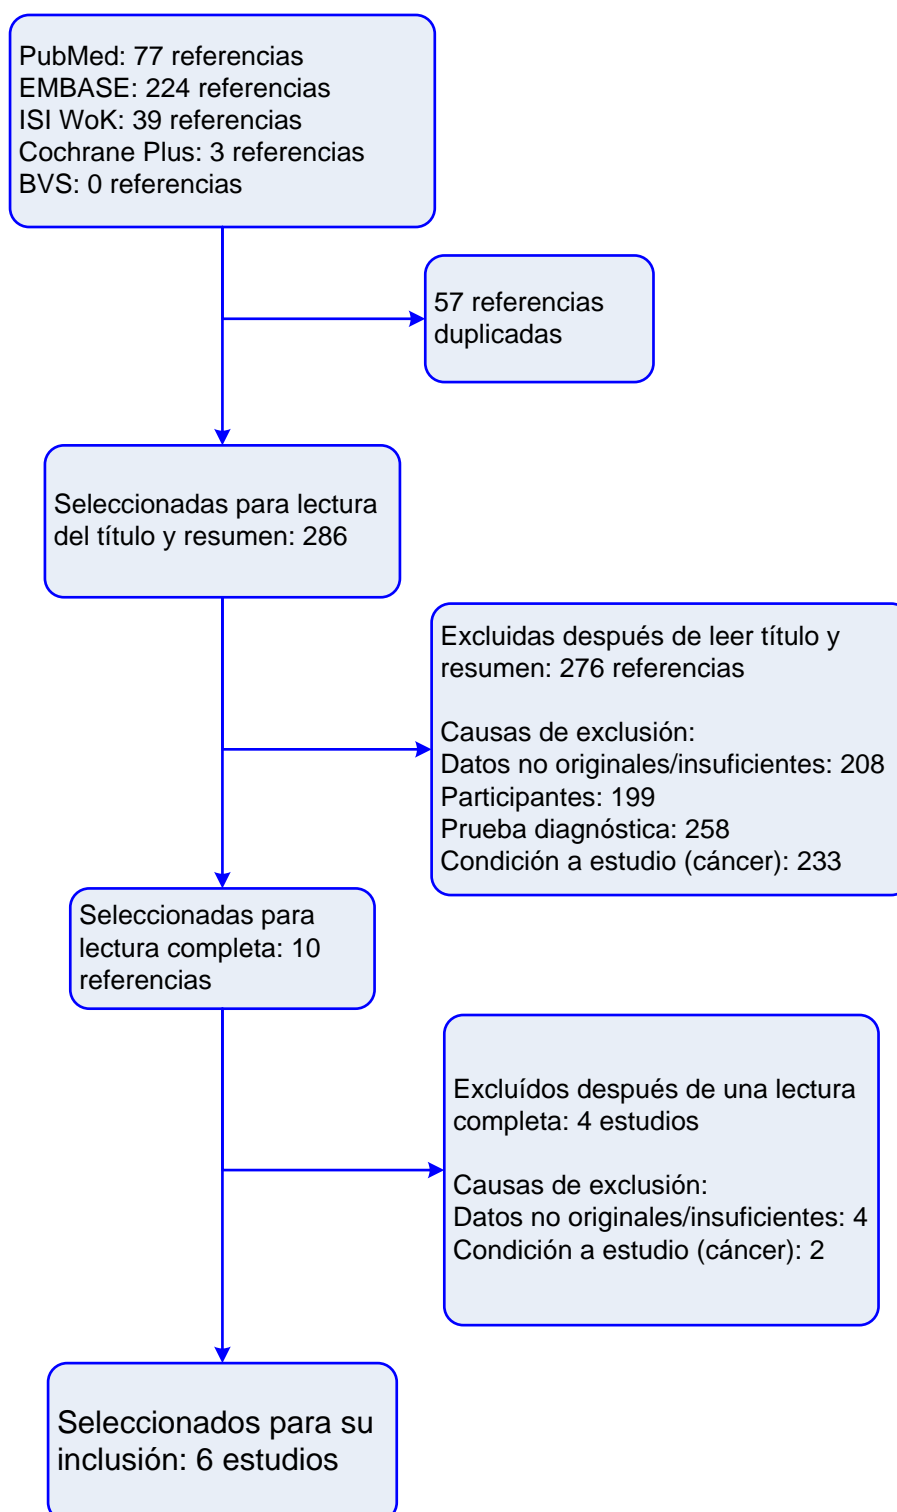 PubMed: 77 referencias
EMBASE: 224 referencias
ISI WoK: 39 referencias
Cochrane Plus: 3 referencias
BVS: 0 referencias
57 referencias
duplicadas
Seleccionadas para lectura
del título y resumen: 286
Excluidas después de leer título y
resumen: 276 referencias
Causas de exclusión:
Datos no originales/insuficientes: 208
Participantes: 199
Prueba diagnóstica: 258
Condición a estudio (cáncer): 233
Seleccionadas para
lectura completa: 10
referencias
Excluídos después de una lectura
completa: 4 estudios
Causas de exclusión:
Datos no originales/insuficientes: 4
Condición a estudio (cáncer): 2
Seleccionados para su
inclusión: 6 estudios